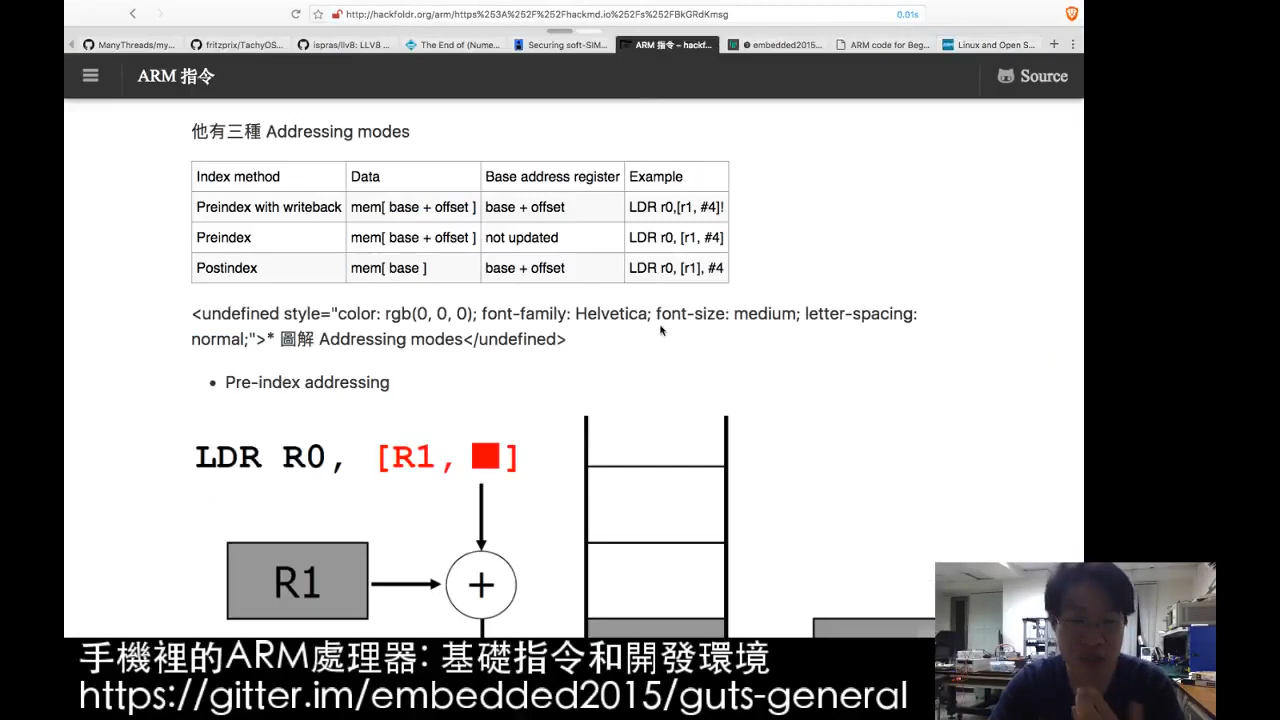 http://hackfoldr.org/arm/https%253A%252F%252Fhackmd.io%252Fs%252FBkGRdKmsg
0.01s
ManyThreads/my...
fritzprix/TachyOS...
ispras/llv8: LLV8 ...
The End of (Nume...
Securing soft-SIM...
ARM 指令 – hackf...
embedded2015...
ARM code for Beg...
Linux and Open S...
ARM 指令
Source
他有三種 Addressing modes
Index method Data Base address register Example
Preindex with writeback mem[ base + offset ] base + offset LDR r0,[r1, #4]!
Preindex mem[ base + offset ] not updated LDR r0, [r1, #4]
Postindex mem[ base ] base + offset LDR r0, [r1], #4
<undefined style="color: rgb(0, 0, 0); font-family: Helvetica; font-size: medium; letter-spacing:
normal;">* 圖解 Addressing modes</undefined>
• Pre-index addressing
LDR R0, [R1, ]
R1
+
手機裡的ARM處理器: 基礎指令和開發環境
https://gitter.im/embedded2015/guts-general